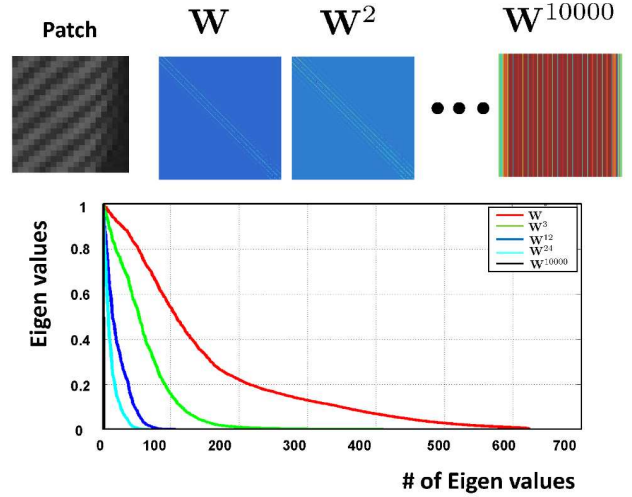 Patch W W² W¹⁰⁰⁰⁰
Eigen values
1
0.8
0.6
0.4
0.2
0
W
W³
W¹²
W²⁴
W¹⁰⁰⁰⁰
0 100 200 300 400 500 600 700
# of Eigen values